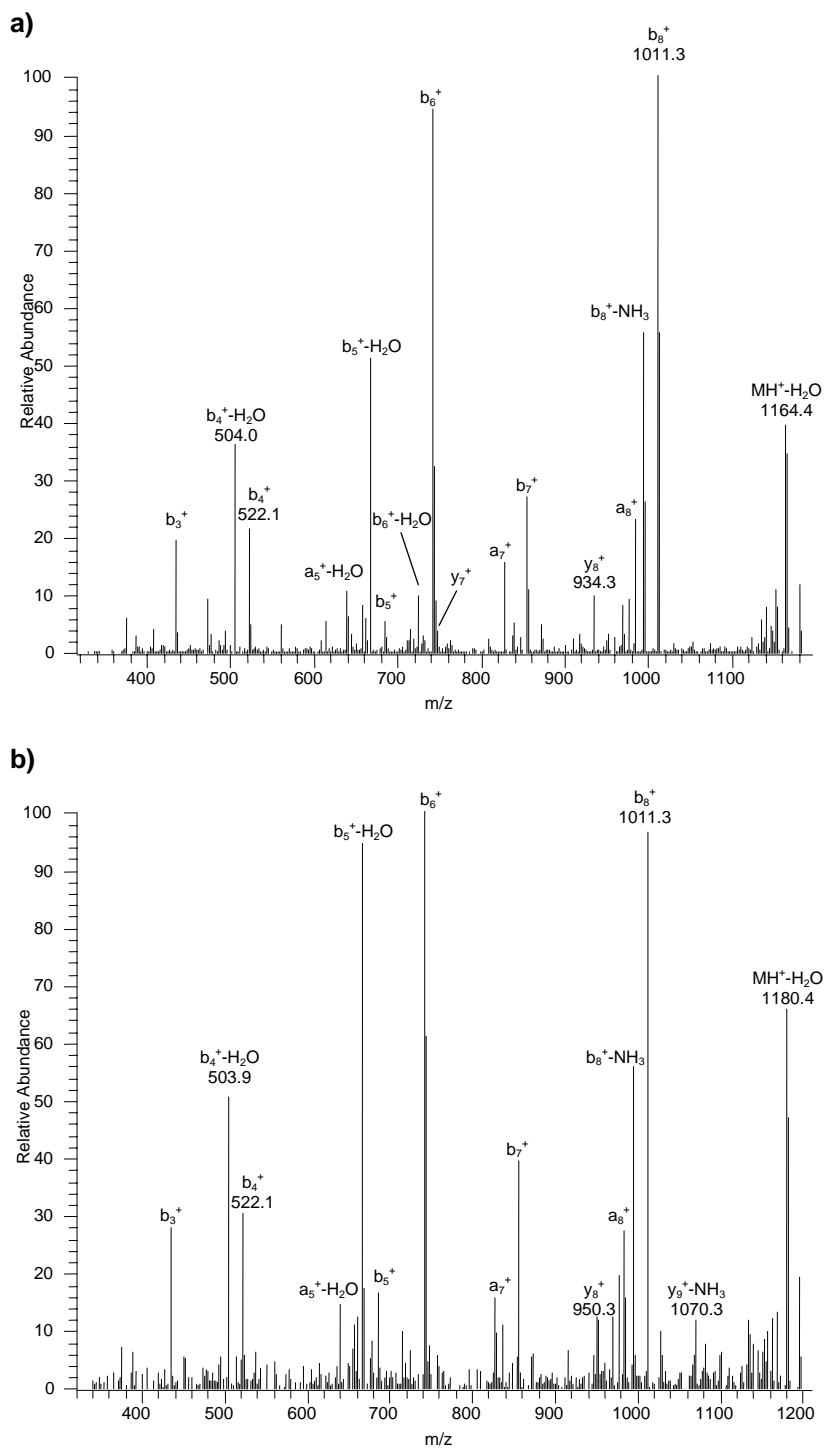 a)
b₈⁺
1011.3
100
b₆⁺
90
80
70
b₈⁺-NH₃
60
b₅⁺-H₂O
50
MH⁺-H₂O
1164.4
b₄⁺-H₂O
504.0
40
b₄⁺
522.1
b₇⁺
30
b₃⁺
b₆⁺-H₂O
a₈⁺
20
a₅⁺-H₂O
a₇⁺
y₈⁺
934.3
y₇⁺
b₅⁺
10
0
Relative Abundance
400 500 600 700 800 900 1000 1100
m/z
b)
b₆⁺
b₈⁺
1011.3
100
b₅⁺-H₂O
90
80
70
MH⁺-H₂O
1180.4
60
b₄⁺-H₂O
503.9
b₈⁺-NH₃
50
40
b₇⁺
b₄⁺
522.1
30
b₃⁺
a₈⁺
20
a₅⁺-H₂O
b₅⁺
a₇⁺
y₈⁺
950.3
y₉⁺-NH₃
1070.3
10
0
Relative Abundance
400 500 600 700 800 900 1000 1100 1200
m/z